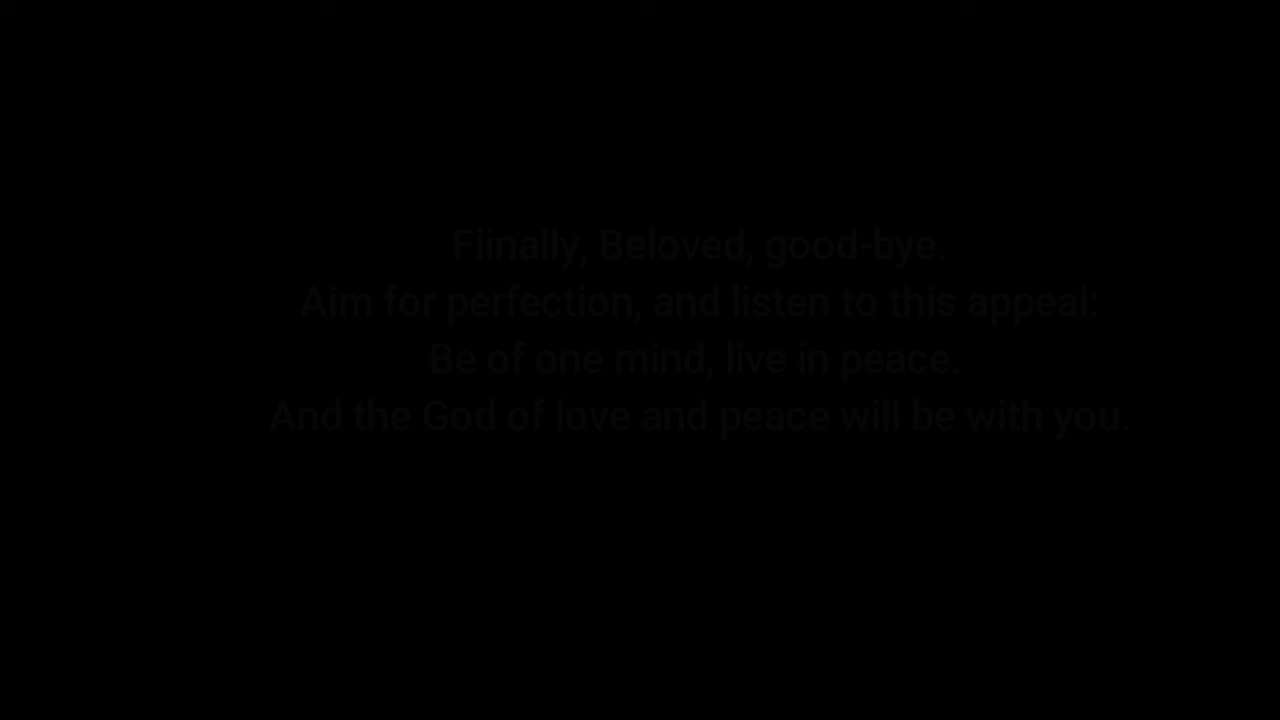 Fiinally, Beloved, good-bye.
Aim for perfection, and listen to this appeal:
Be of one mind, live in peace.
And the God of love and peace will be with you.